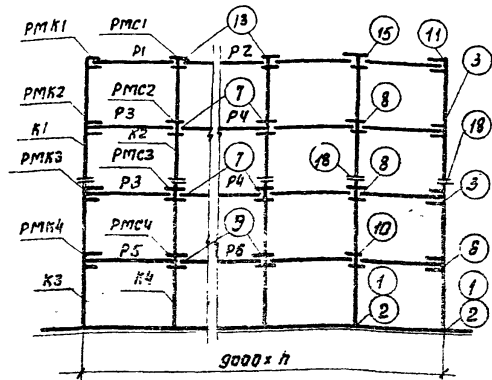 РМК1 РМС1 13 15 11
Р1 Р2 3
РМК2 РМС2 7 8
Р3 Р4
К1 К2 18
РМК3 РМС3 7 18 8
Р3 Р4 3
РМК4 РМС4 9 10
Р5 Р6 6
К3 К4 1 1
2 2
9000 × n